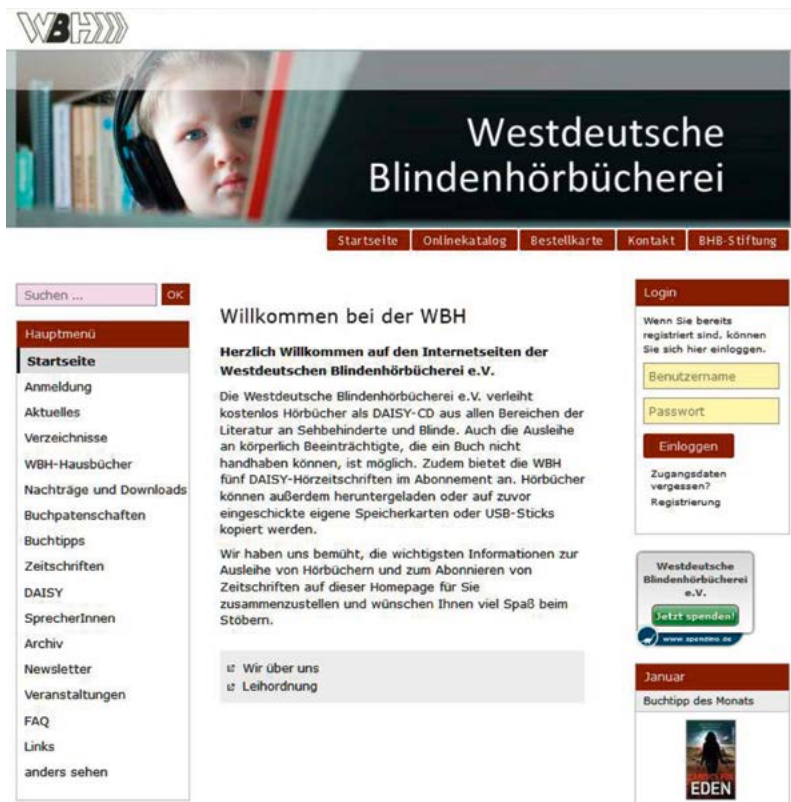 WBH
Westdeutsche
Blindenhörbücherei
Startseite Onlinekatalog Bestellkarte Kontakt BHB-Stiftung
Suchen ... OK
Hauptmenü
Startseite
Anmeldung
Aktuelles
Verzeichnisse
WBH-Hausbücher
Nachträge und Downloads
Buchpatenschaften
Buchtipps
Zeitschriften
DAISY
SprecherInnen
Archiv
Newsletter
Veranstaltungen
FAQ
Links
anders sehen
Willkommen bei der WBH
Herzlich Willkommen auf den Internetseiten der
Westdeutschen Blindenhörbücherei e.V.
Die Westdeutsche Blindenhörbücherei e.V. verleiht
kostenlos Hörbücher als DAISY-CD aus allen Bereichen der
Literatur an Sehbehinderte und Blinde. Auch die Ausleihe
an körperlich Beeinträchtigte, die ein Buch nicht
handhaben können, ist möglich. Zudem bietet die WBH
fünf DAISY-Hörzeitschriften im Abonnement an. Hörbücher
können außerdem heruntergeladen oder auf zuvor
eingeschickte eigene Speicherkarten oder USB-Sticks
kopiert werden.
Wir haben uns bemüht, die wichtigsten Informationen zur
Ausleihe von Hörbüchern und zum Abonnieren von
Zeitschriften auf dieser Homepage für Sie
zusammenzustellen und wünschen Ihnen viel Spaß beim
Stöbern.
Wir über uns
Leihordnung
Login
Wenn Sie bereits
registriert sind, können
Sie sich hier einloggen.
Benutzername
Passwort
Einloggen
Zugangsdaten
vergessen?
Registrierung
Westdeutsche
Blindenhörbücherei
e.V.
Jetzt spenden!
www.spendino.de
Januar
Buchtipp des Monats
EDEN